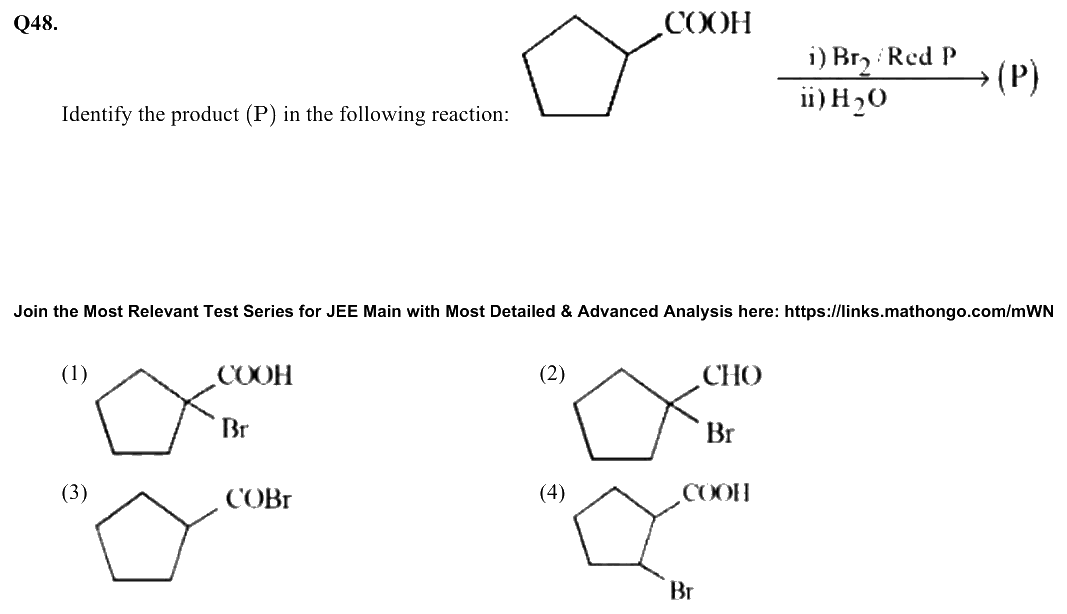 Q48.
COOH
i) Br2 / Red P
ii) H2O
(P)
Identify the product (P) in the following reaction:
Join the Most Relevant Test Series for JEE Main with Most Detailed & Advanced Analysis here: https://links.mathongo.com/mWN
(1)
COOH
Br
(2)
CHO
Br
(3)
COBr
(4)
COOH
Br